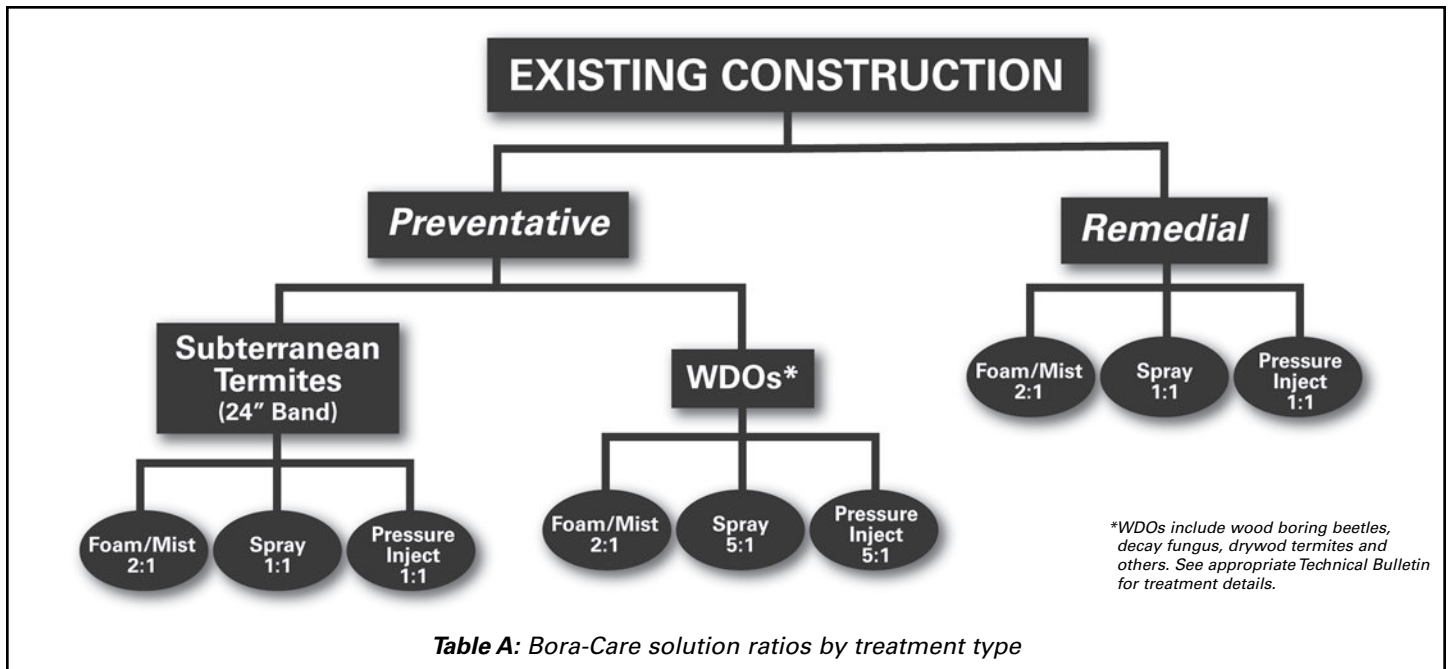 EXISTING CONSTRUCTION
Preventative
Remedial
Subterranean
Termites
(24” Band)
WDOs*
Foam/Mist
2:1
Spray
1:1
Pressure
Inject
1:1
Foam/Mist
2:1
Spray
1:1
Pressure
Inject
1:1
Foam/Mist
2:1
Spray
5:1
Pressure
Inject
5:1
*WDOs include wood boring beetles,
decay fungus, drywod termites and
others. See appropriate Technical Bulletin
for treatment details.
Table A: Bora-Care solution ratios by treatment type